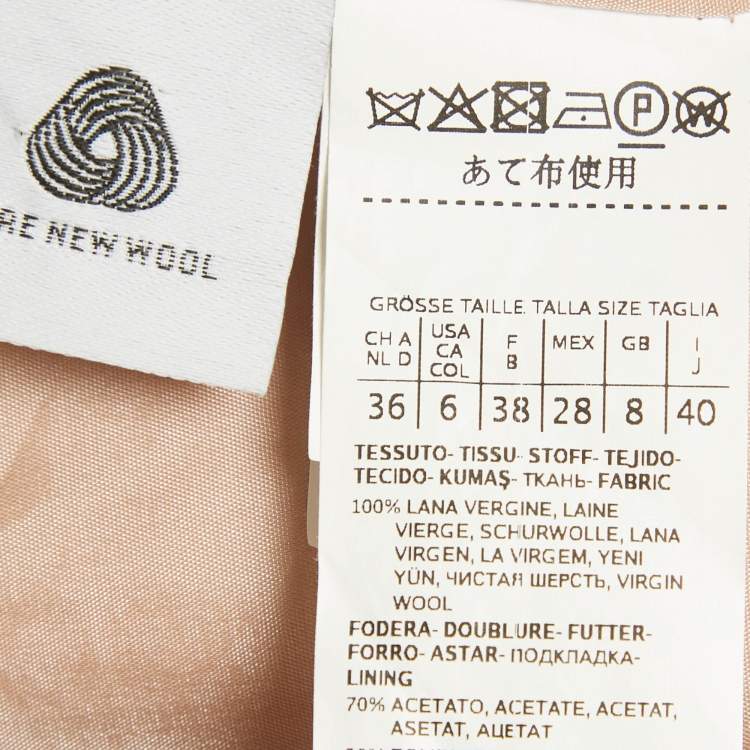 RE NEW WOOL
P
W
あて布使用
GRÖSSE TAILLE TALLA SIZE TAGLIA
CH A NL D
USA CA COL
F B
MEX
GB
I J
36 6 38 28 8 40
TESSUTO- TISSU- STOFF- TEJIDO-
TECIDO- KUMAŞ- ТКАНЬ- FABRIC
100% LANA VERGINE, LAINE
VIERGE, SCHURWOLLE, LANA
VIRGEN, LA VIRGEM, YENI
YÜN, ЧИСТАЯ ШЕРСТЬ, VIRGIN
WOOL
FODERA- DOUBLURE- FUTTER-
FORRO- ASTAR- ПОДКЛАДКА-
LINING
70% ACETATO, ACETATE, ACETAT,
ASETAT, АЦЕТАТ